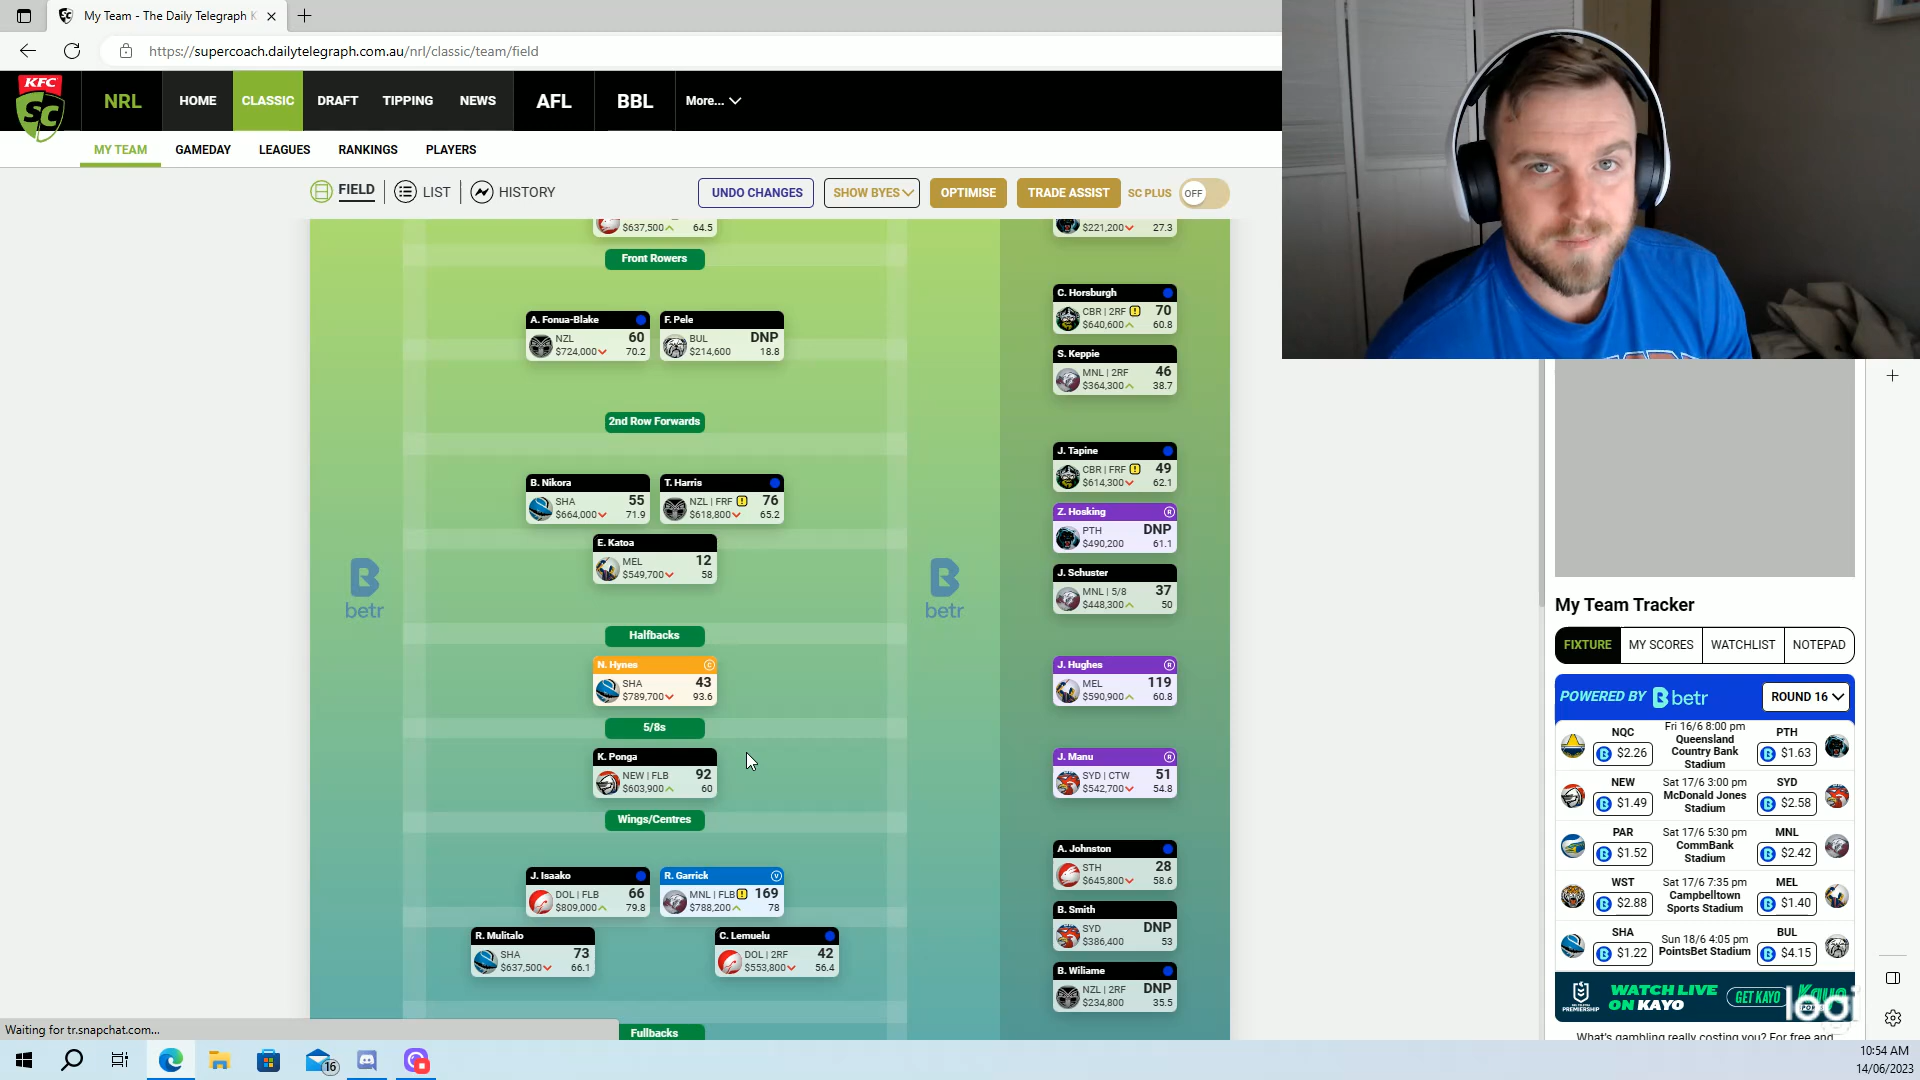 My Team - The Daily Telegraph K
https://supercoach.dailytelegraph.com.au/nrl/classic/team/field
KFC
SC
NRL
HOME
CLASSIC
DRAFT
TIPPING
NEWS
AFL
BBL
More...
MY TEAM
GAMEDAY
LEAGUES
RANKINGS
PLAYERS
FIELD
LIST
HISTORY
UNDO CHANGES
SHOW BYES
OPTIMISE
TRADE ASSIST
SC PLUS
OFF
$637,500 64.5
Front Rowers
A. Fonua-Blake
NZL 60
$724,000 70.2
F. Pele
BUL DNP
$214,600 18.8
2nd Row Forwards
B. Nikora
SHA 55
$664,000 71.9
T. Harris
NZL | FRF 76
$618,800 65.2
E. Katoa
MEL 12
$549,700 58
betr
betr
Halfbacks
N. Hynes C
SHA 43
$789,700 93.6
5/8s
K. Ponga
NEW | FLB 92
$603,900 60
Wings/Centres
J. Isaako
DOL | FLB 66
$809,000 79.8
R. Garrick V
MNL | FLB 169
$788,200 78
R. Mulitalo
SHA 73
$637,500 66.1
C. Lemuelu
DOL | 2RF 42
$553,800 56.4
Fullbacks
$221,200 27.3
C. Horsburgh
CBR | 2RF 70
$640,600 60.8
S. Keppie
MNL | 2RF 46
$364,300 38.7
J. Tapine
CBR | FRF 49
$614,300 62.1
Z. Hosking R
PTH DNP
$490,200 61.1
J. Schuster
MNL | 5/8 37
$448,300 50
J. Hughes R
MEL 119
$590,900 60.8
J. Manu R
SYD | CTW 51
$542,700 54.8
A. Johnston
STH 28
$645,800 58.6
B. Smith
SYD DNP
$386,400 53
B. Wiliame
NZL | 2RF DNP
$234,800 35.5
My Team Tracker
FIXTURE
MY SCORES
WATCHLIST
NOTEPAD
POWERED BY betr
ROUND 16
NQC Fri 16/6 8:00 pm PTH
$2.26 Queensland Country Bank Stadium $1.63
NEW Sat 17/6 3:00 pm SYD
$1.49 McDonald Jones Stadium $2.58
PAR Sat 17/6 5:30 pm MNL
$1.52 CommBank Stadium $2.42
WST Sat 17/6 7:35 pm MEL
$2.88 Campbelltown Sports Stadium $1.40
SHA Sun 18/6 4:05 pm BUL
$1.22 PointsBet Stadium $4.15
WATCH LIVE
ON KAYO
GET KAYO
Kayo
logi
What's gambling really costing you? For free and
Waiting for tr.snapchat.com...
16
10:54 AM
14/06/2023